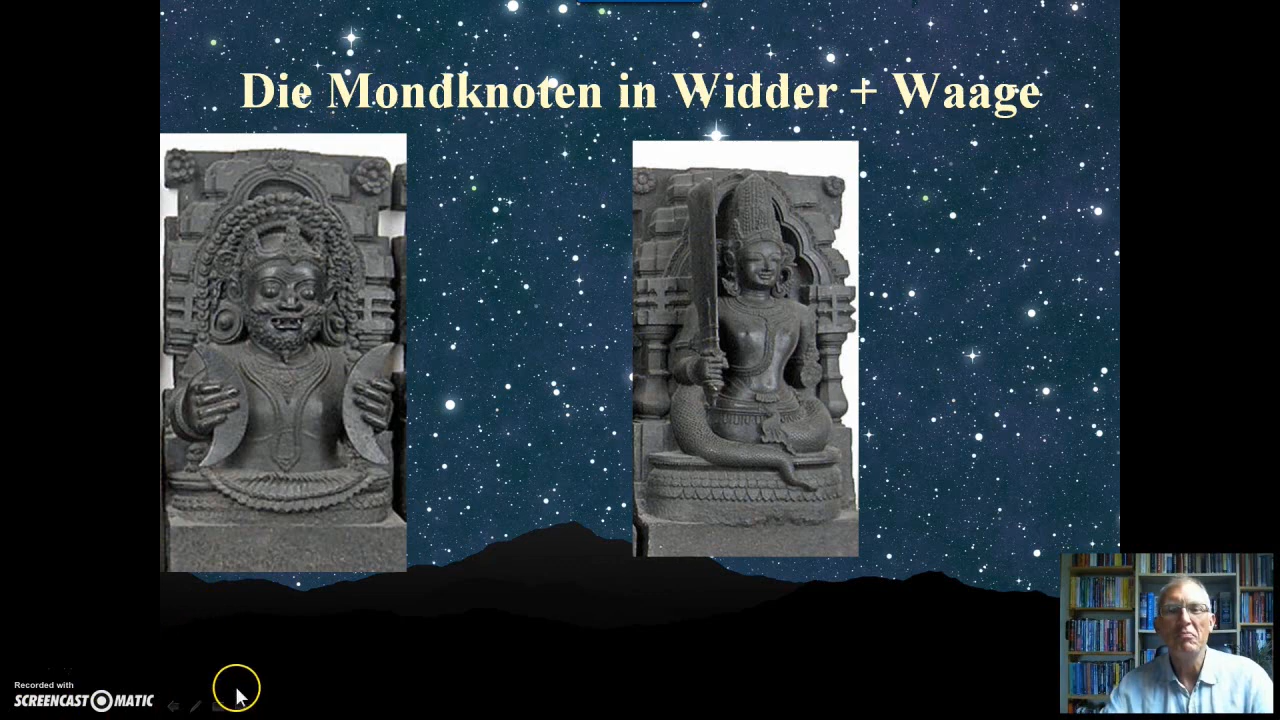 Die Mondknoten in Widder + Waage
Recorded with
SCREENCAST MATIC